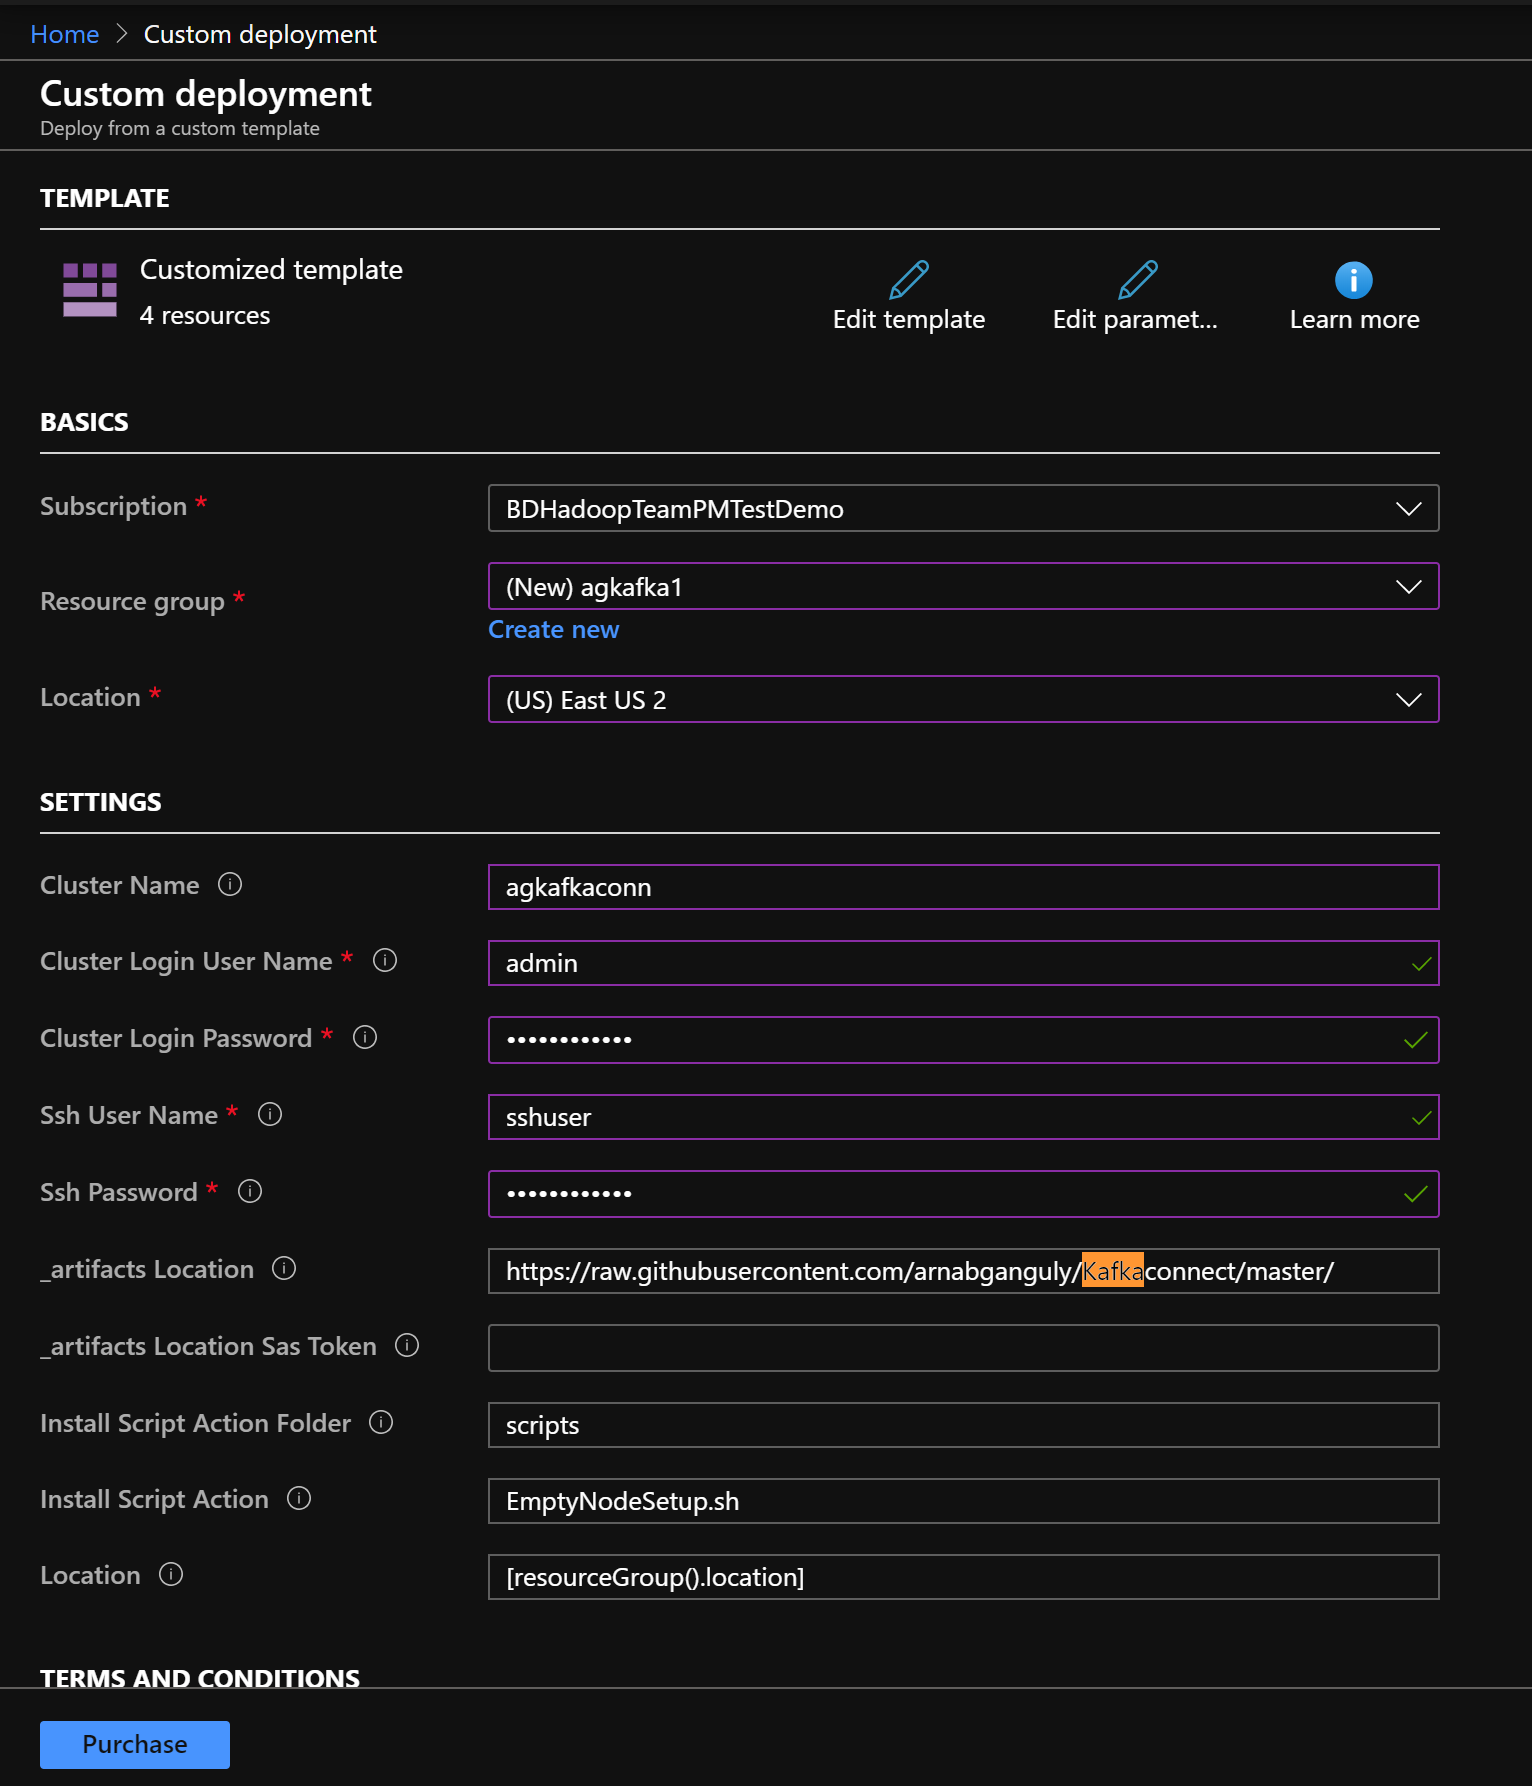 Home > Custom deployment
Custom deployment
Deploy from a custom template
TEMPLATE
Customized template
4 resources
Edit template
Edit paramet...
Learn more
BASICS
Subscription *
BDHadoopTeamPMTestDemo
Resource group *
(New) agkafka1
Create new
Location *
(US) East US 2
SETTINGS
Cluster Name
agkafkaconn
Cluster Login User Name *
admin
Cluster Login Password *
••••••••••••
Ssh User Name *
sshuser
Ssh Password *
••••••••••••
_artifacts Location
https://raw.githubusercontent.com/arnabganguly/Kafkaconnect/master/
_artifacts Location Sas Token
Install Script Action Folder
scripts
Install Script Action
EmptyNodeSetup.sh
Location
[resourceGroup().location]
TERMS AND CONDITIONS
Purchase